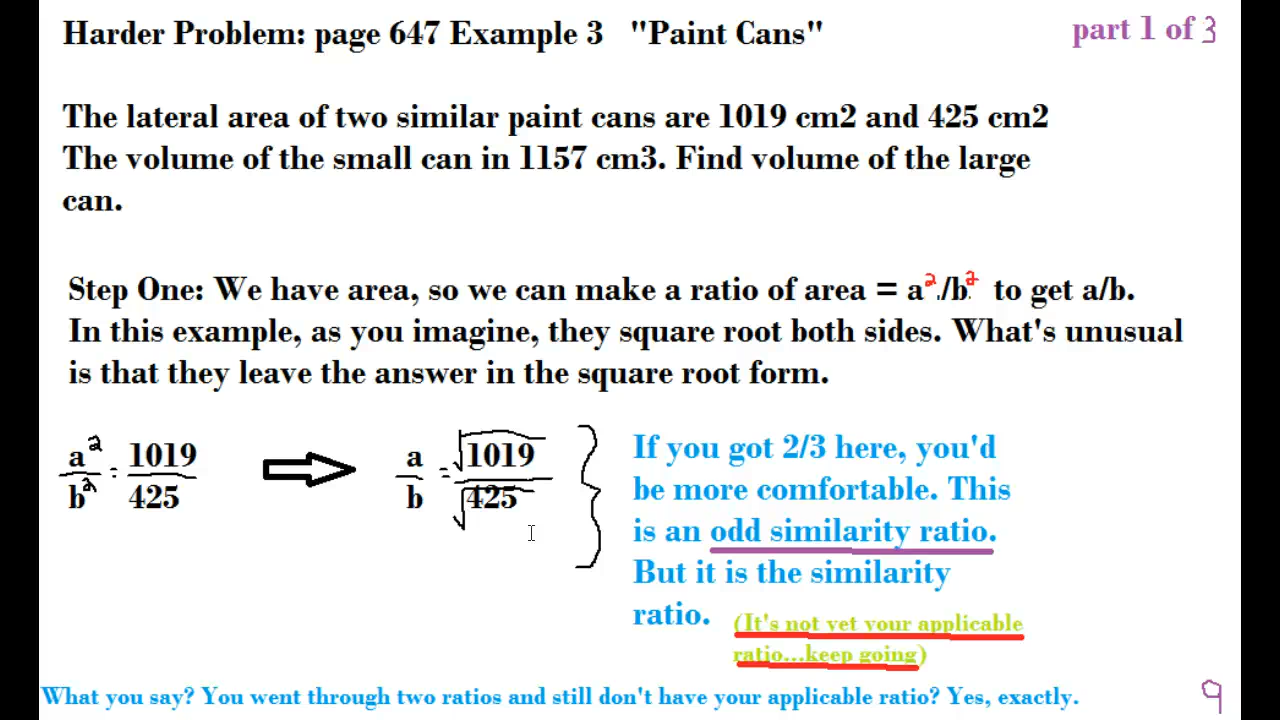 Harder Problem: page 647 Example 3 "Paint Cans"
part 1 of 3
The lateral area of two similar paint cans are 1019 cm2 and 425 cm2
The volume of the small can in 1157 cm3. Find volume of the large
can.
Step One: We have area, so we can make a ratio of area = a²/b² to get a/b.
In this example, as you imagine, they square root both sides. What's unusual
is that they leave the answer in the square root form.
a² = 1019
b² 425
a = √1019
b √425
If you got 2/3 here, you'd
be more comfortable. This
is an odd similarity ratio.
But it is the similarity
ratio.
(It's not yet your applicable
ratio...keep going)
What you say? You went through two ratios and still don't have your applicable ratio? Yes, exactly.
9